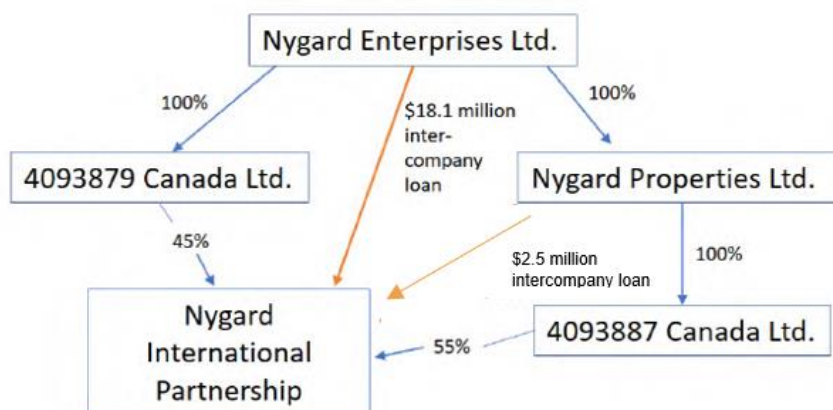 Nygard Enterprises Ltd.
100%
$18.1 million
inter-
company
loan
100%
4093879 Canada Ltd.
Nygard Properties Ltd.
45%
$2.5 million
intercompany loan
100%
Nygard
International
Partnership
55%
4093887 Canada Ltd.